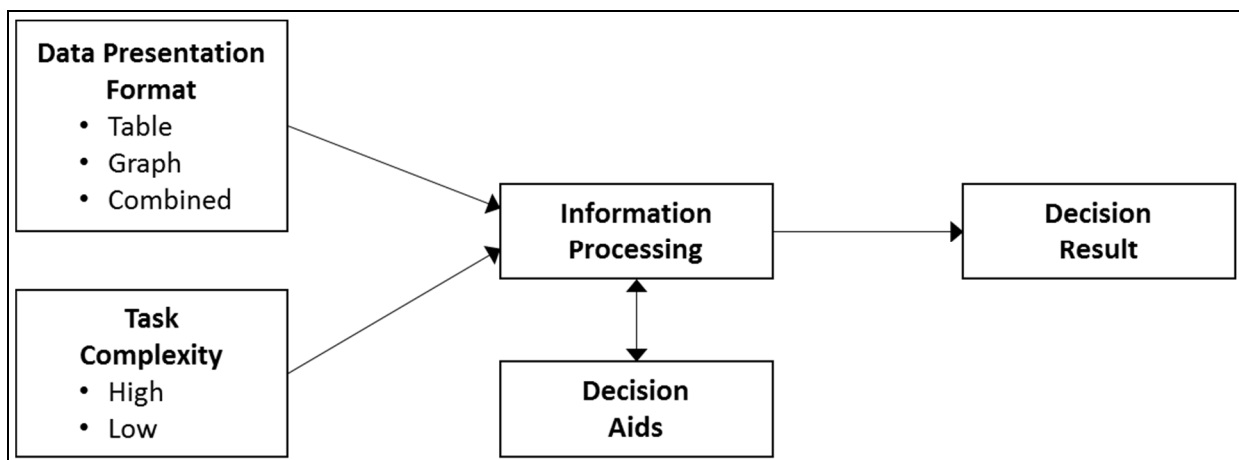 Data Presentation
Format
• Table
• Graph
• Combined
Task
Complexity
• High
• Low
Information
Processing
Decision
Aids
Decision
Result